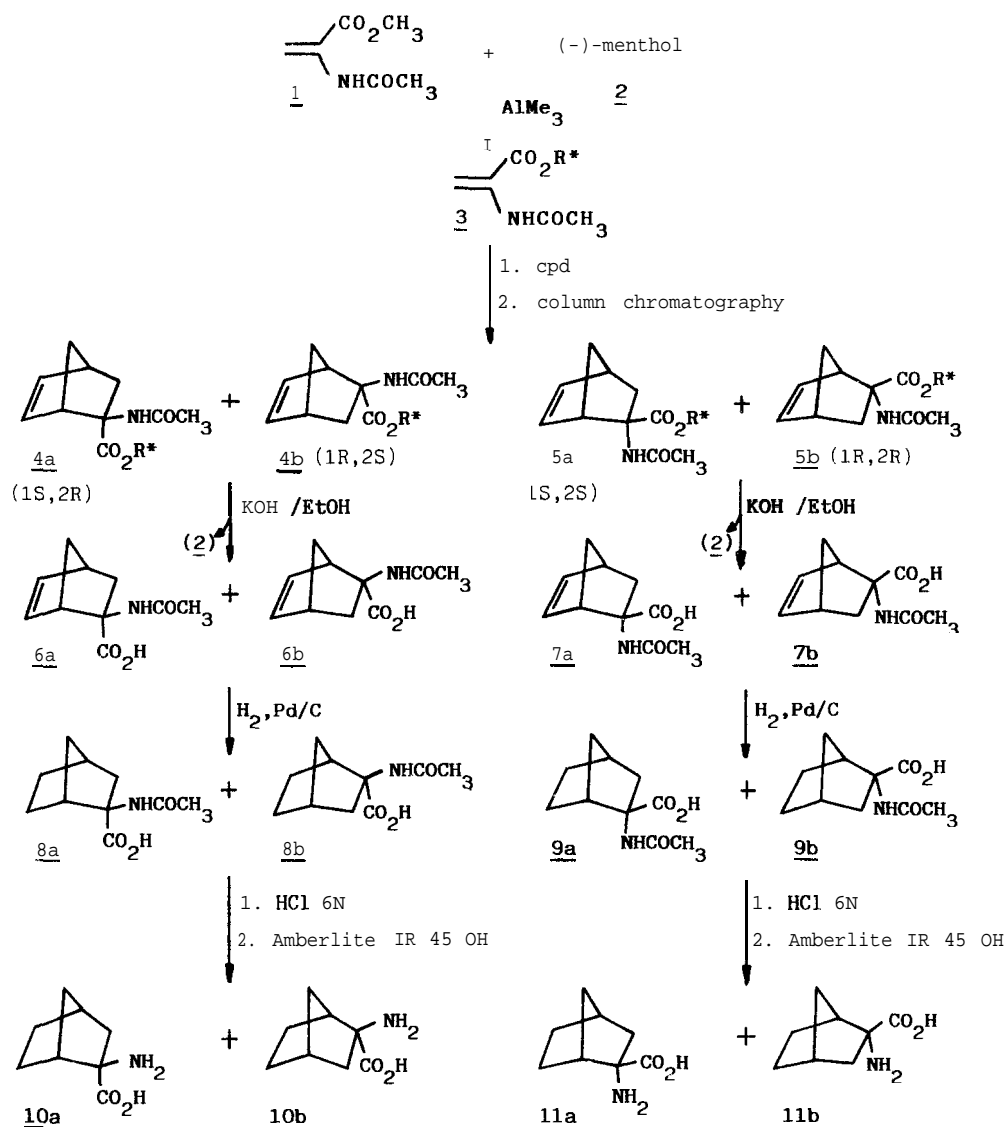 CO2CH3
NHCOCH3
1
+
(-)-menthol
2
AlMe3
I
CO2R*
NHCOCH3
3
1. cpd
2. column chromatography
NHCOCH3
CO2R*
4a
(1S,2R)
+
NHCOCH3
CO2R*
4b (1R,2S)
CO2R*
NHCOCH3
5a
1S,2S)
+
CO2R*
NHCOCH3
5b (1R,2R)
KOH /EtOH
(2)
KOH /EtOH
(2)
NHCOCH3
CO2H
6a
+
NHCOCH3
CO2H
6b
CO2H
NHCOCH3
7a
+
CO2H
NHCOCH3
7b
H2,Pd/C
H2,Pd/C
NHCOCH3
CO2H
8a
+
NHCOCH3
CO2H
8b
CO2H
NHCOCH3
9a
+
CO2H
NHCOCH3
9b
1. HCl 6N
2. Amberlite IR 45 OH
1. HCl 6N
2. Amberlite IR 45 OH
NH2
CO2H
10a
+
NH2
CO2H
10b
CO2H
NH2
11a
+
CO2H
NH2
11b